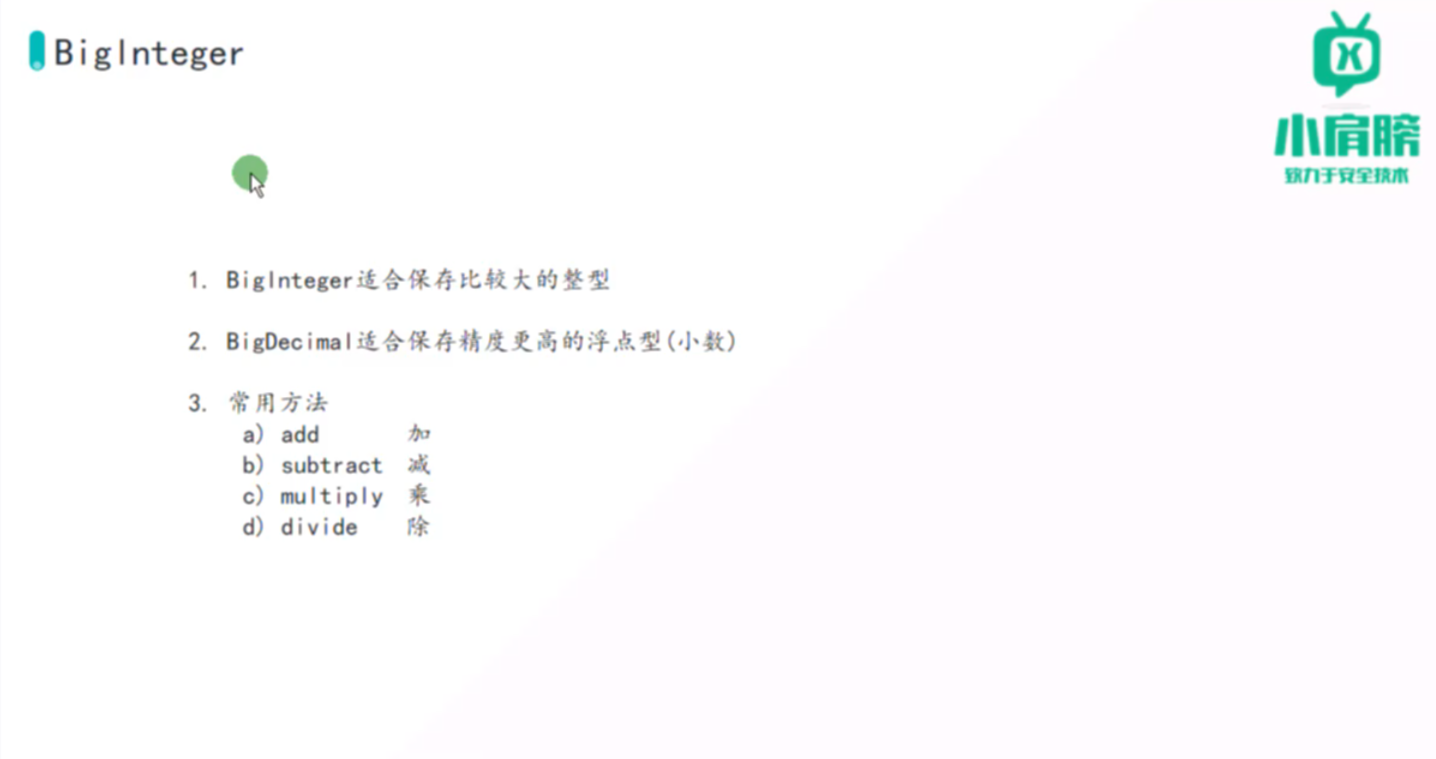 BigInteger
小肩膀
致力于安全技术
1. BigInteger适合保存比较大的整型
2. BigDecimal适合保存精度更高的浮点型(小数)
3. 常用方法
a) add 加
b) subtract 减
c) multiply 乘
d) divide 除